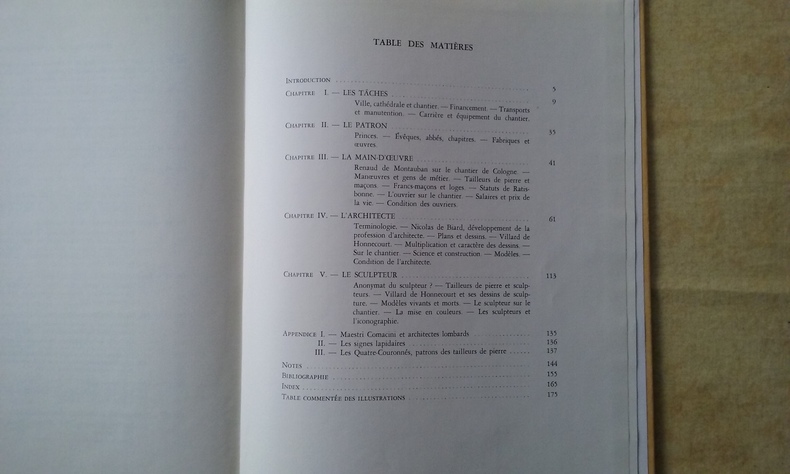 TABLE DES MATIÈRES
INTRODUCTION 5
CHAPITRE I. — LES TÂCHES 9
Ville, cathédrale et chantier. — Financement. — Transports
et manutention. — Carrière et équipement du chantier.
CHAPITRE II. — LE PATRON 35
Princes. — Évêques, abbés, chapitres. — Fabriques et
œuvres.
CHAPITRE III. — LA MAIN-D'ŒUVRE 41
Renaud de Montauban sur le chantier de Cologne. —
Manœuvres et gens de métier. — Tailleurs de pierre et
maçons. — Francs-maçons et loges. — Statuts de Ratis-
bonne. — L'ouvrier sur le chantier. — Salaires et prix de
la vie. — Condition des ouvriers.
CHAPITRE IV. — L'ARCHITECTE 61
Terminologie. — Nicolas de Biard, développement de la
profession d'architecte. — Plans et dessins. — Villard de
Honnecourt. — Multiplication et caractère des dessins. —
Sur le chantier. — Science et construction. — Modèles. —
Condition de l'architecte.
CHAPITRE V. — LE SCULPTEUR 113
Anonymat du sculpteur ? — Tailleurs de pierre et sculp-
teurs. — Villard de Honnecourt et ses dessins de sculp-
ture. — Modèles vivants et morts. — Le sculpteur sur le
chantier. — La mise en couleurs. — Les sculpteurs et
l'iconographie.
APPENDICE I. — Maestri Comacini et architectes lombards 135
II. — Les signes lapidaires 136
III. — Les Quatre-Couronnés, patrons des tailleurs de pierre 137
NOTES 144
BIBLIOGRAPHIE 155
INDEX 165
TABLE COMMENTÉE DES ILLUSTRATIONS 175